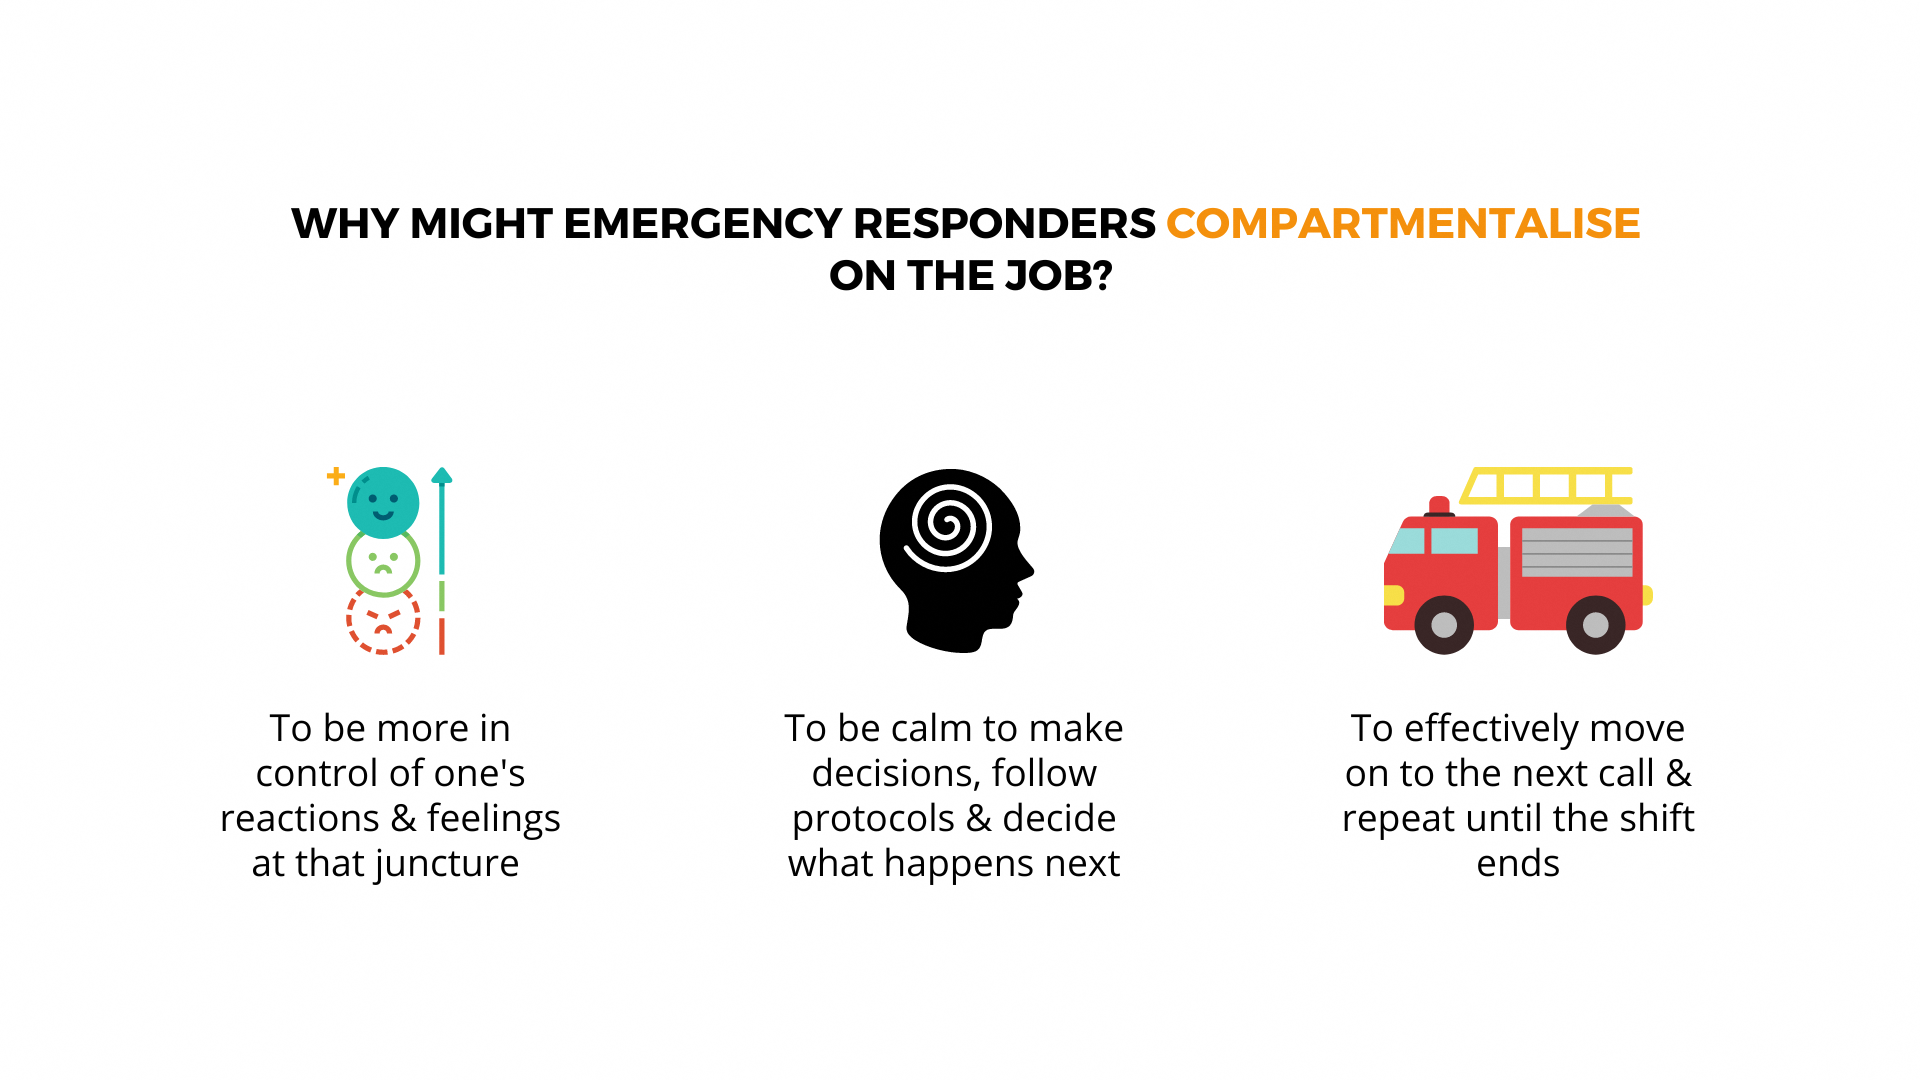 WHY MIGHT EMERGENCY RESPONDERS COMPARTMENTALISE
ON THE JOB?
To be more in
control of one's
reactions & feelings
at that juncture
To be calm to make
decisions, follow
protocols & decide
what happens next
To effectively move
on to the next call &
repeat until the shift
ends